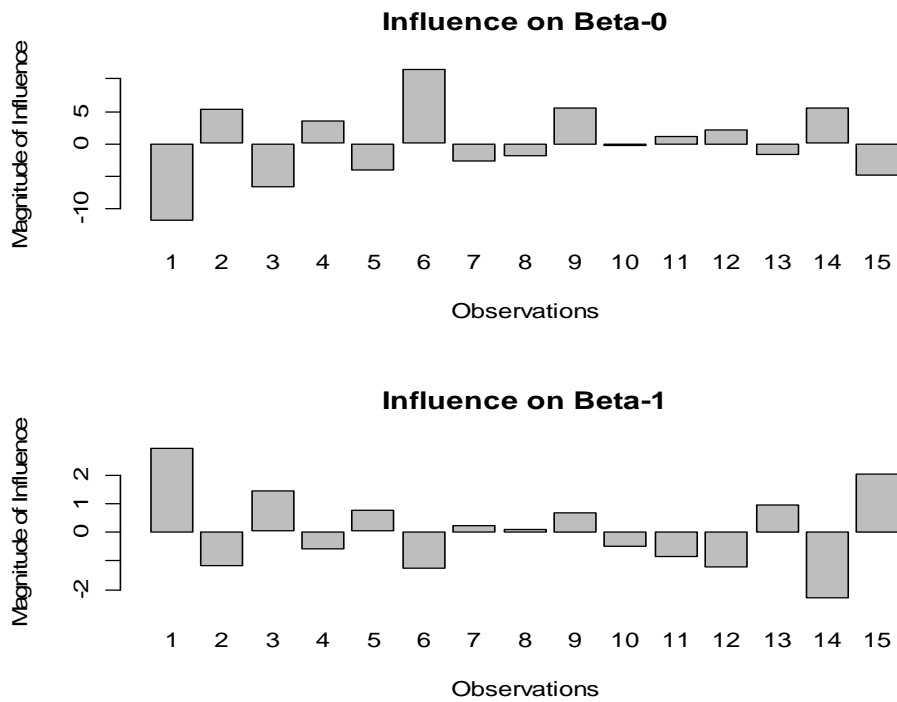 Influence on Beta-0
Magnitude of Influence
5
0
-10
1 2 3 4 5 6 7 8 9 10 11 12 13 14 15
Observations
Influence on Beta-1
Magnitude of Influence
2
1
0
-2
1 2 3 4 5 6 7 8 9 10 11 12 13 14 15
Observations